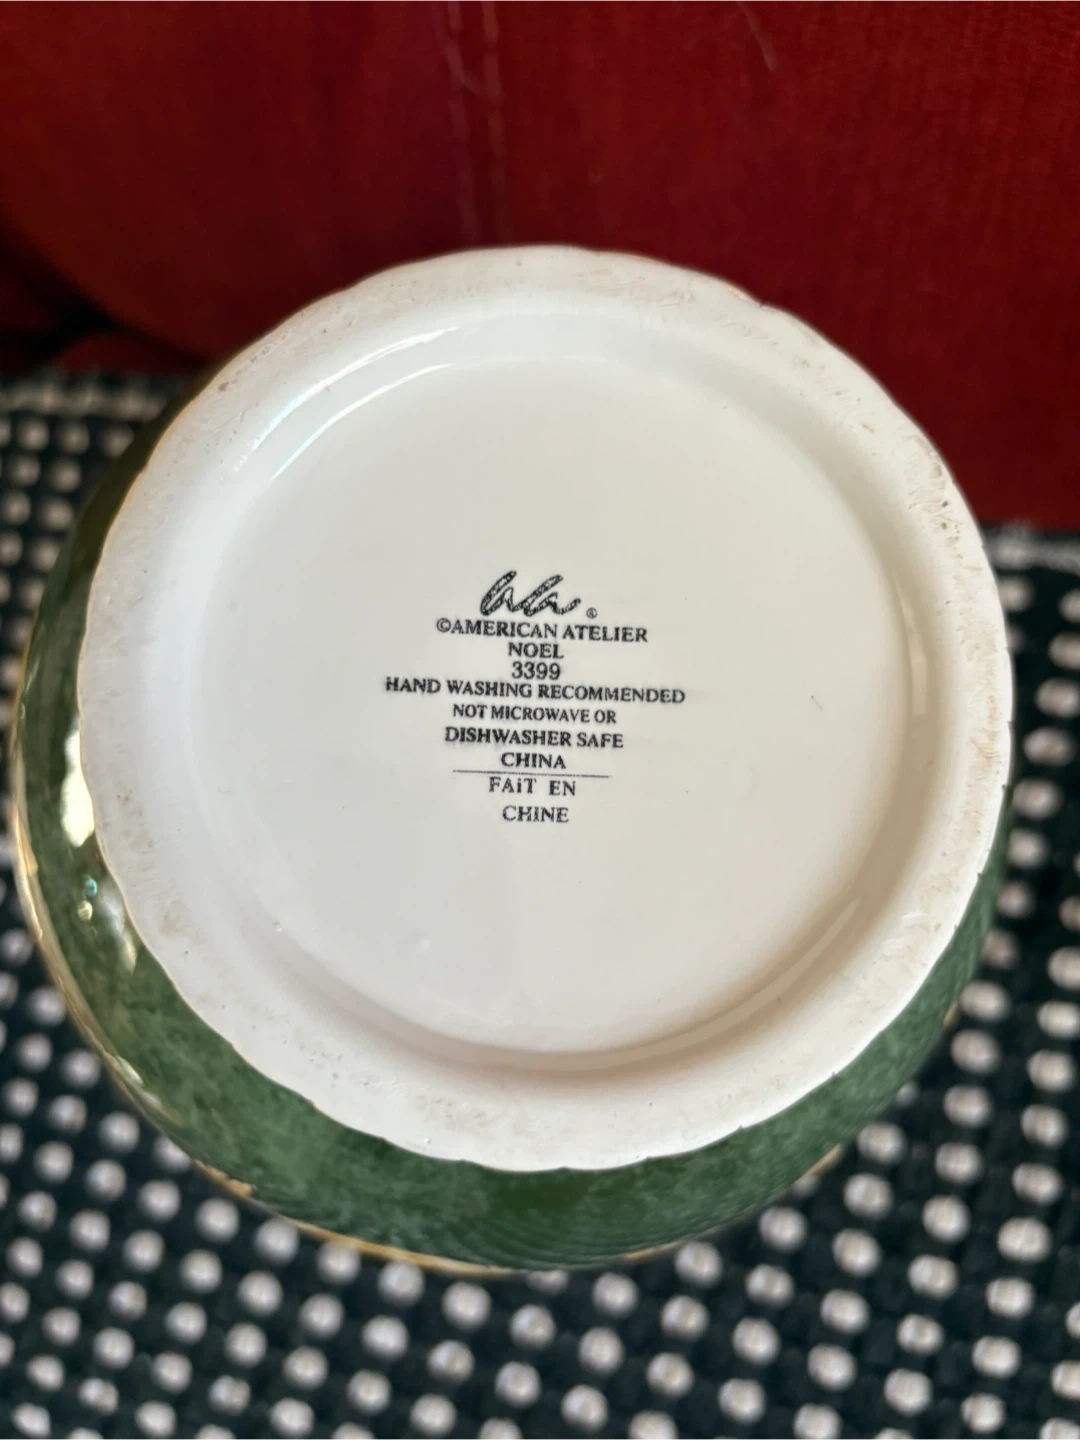 ®
©AMERICAN ATELIER
NOEL
3399
HAND WASHING RECOMMENDED
NOT MICROWAVE OR
DISHWASHER SAFE
CHINA
FAiT EN
CHINE